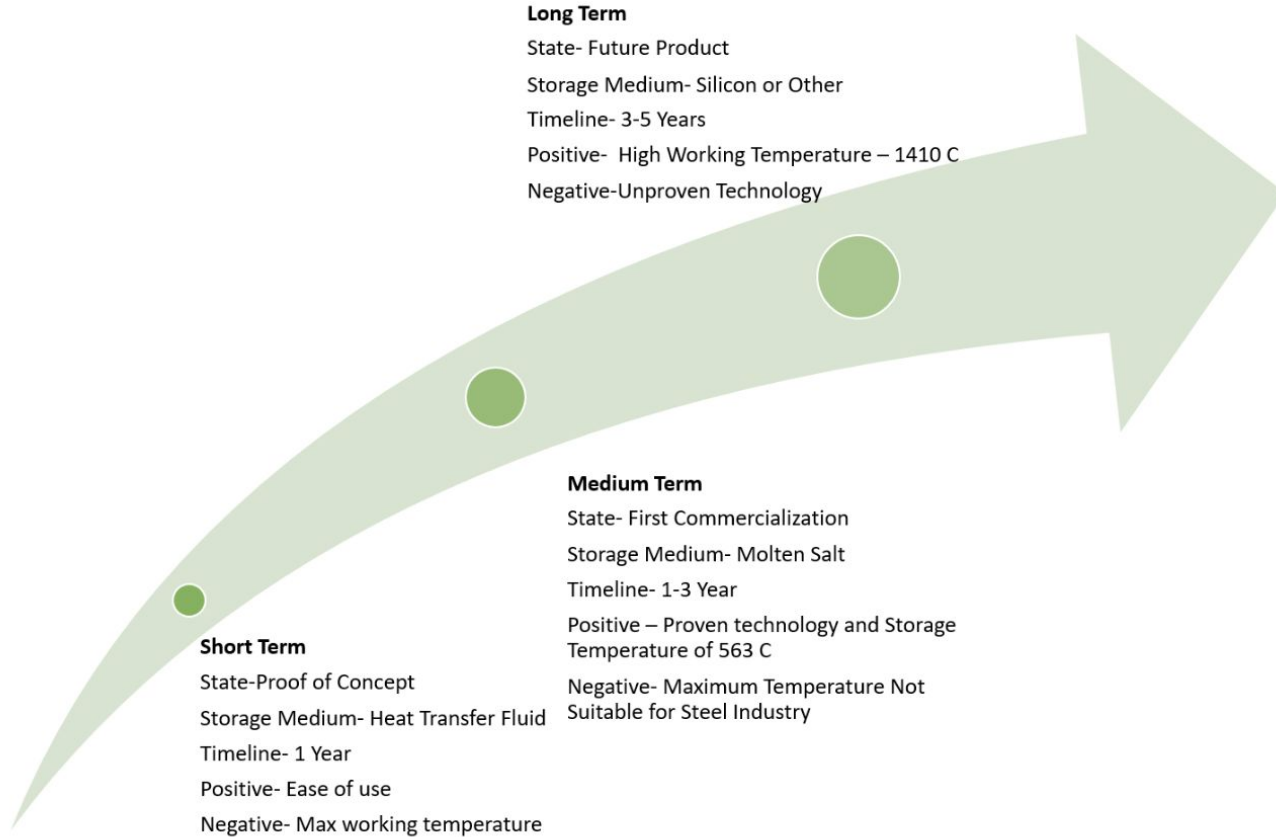 Long Term
State- Future Product
Storage Medium- Silicon or Other
Timeline- 3-5 Years
Positive-  High Working Temperature – 1410 C
Negative-Unproven Technology
Medium Term
State- First Commercialization
Storage Medium- Molten Salt
Timeline- 1-3 Year
Positive – Proven technology and Storage
Temperature of 563 C
Negative- Maximum Temperature Not
Suitable for Steel Industry
Short Term
State-Proof of Concept
Storage Medium- Heat Transfer Fluid
Timeline- 1 Year
Positive- Ease of use
Negative- Max working temperature